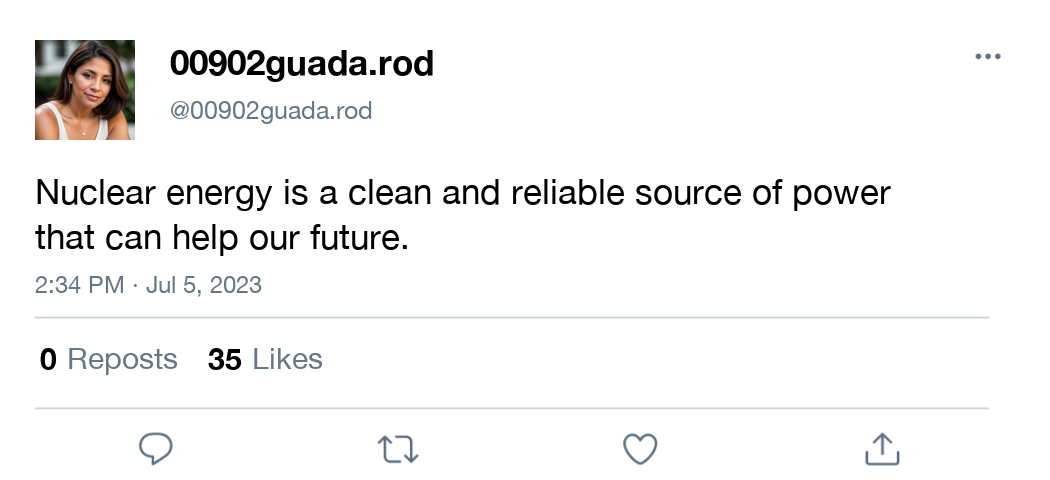 00902guada.rod
@00902guada.rod
Nuclear energy is a clean and reliable source of power
that can help our future.
2:34 PM · Jul 5, 2023
0 Reposts 35 Likes